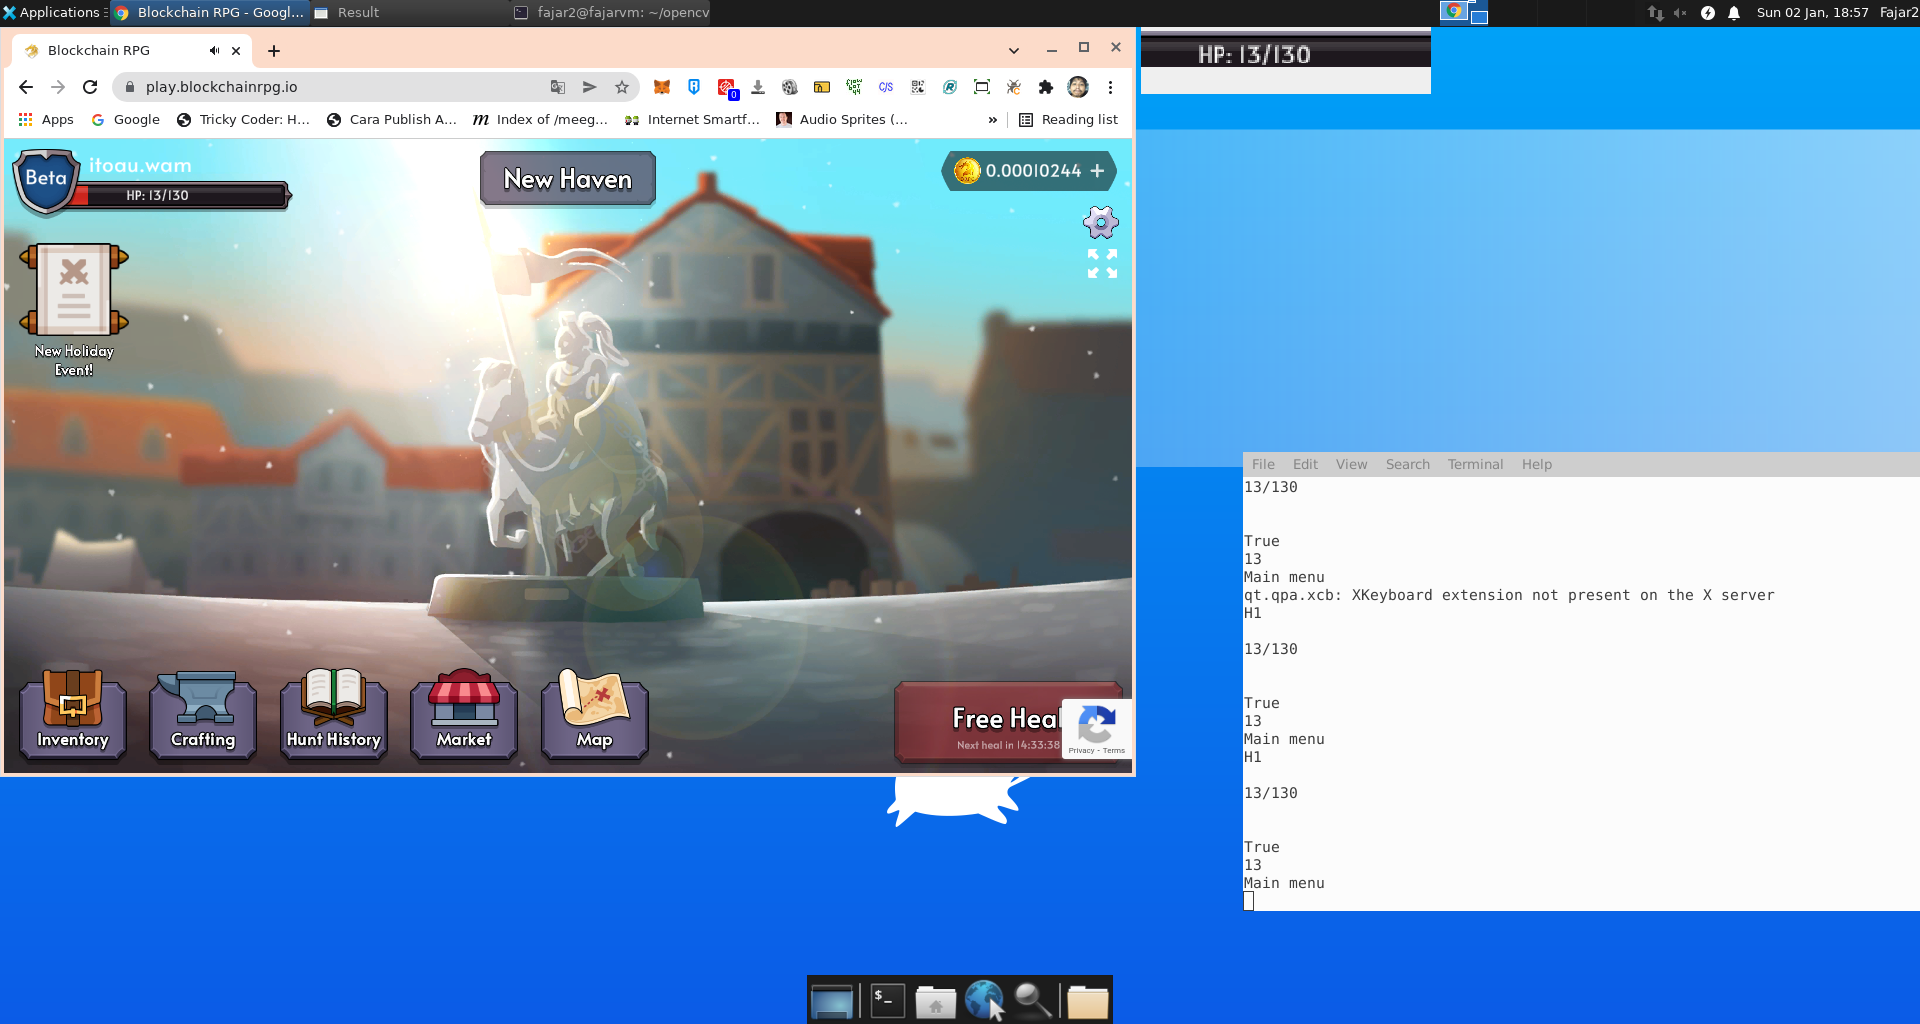 Applications
Blockchain RPG - Googl...
Result
fajar2@fajarvm: ~/opencv
Sun 02 Jan, 18:57
Fajar2
Blockchain RPG
play.blockchainrpg.io
0
C/S
Apps
Google
Tricky Coder: H...
Cara Publish A...
m
Index of /meeg...
Internet Smartf...
Audio Sprites (...
»
Reading list
HP: 13/130
Beta
itoau.wam
HP: 13/130
New Haven
0.00010244 +
New Holiday
Event!
Inventory
Crafting
Hunt History
Market
Map
Free Heal
Next heal in 14:33:38
Privacy - Terms
File Edit View Search Terminal Help
13/130
True
13
Main menu
qt.qpa.xcb: XKeyboard extension not present on the X server
H1
13/130
True
13
Main menu
H1
13/130
True
13
Main menu
$_